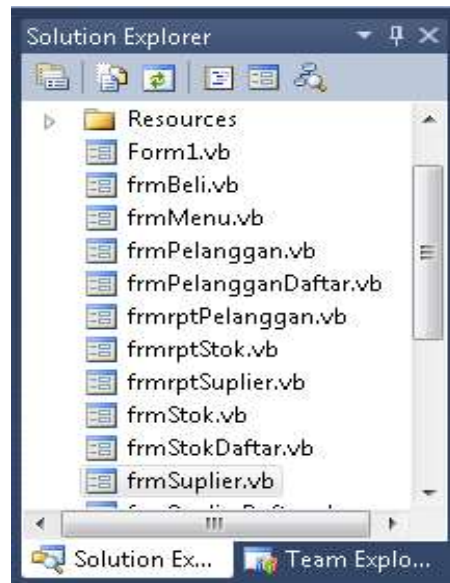 Solution Explorer
Resources
Form1.vb
frmBeli.vb
frmMenu.vb
frmPelanggan.vb
frmPelangganDaftar.vb
frmrptPelanggan.vb
frmrptStok.vb
frmrptSuplier.vb
frmStok.vb
frmStokDaftar.vb
frmSuplier.vb
Solution Ex... Team Explo...